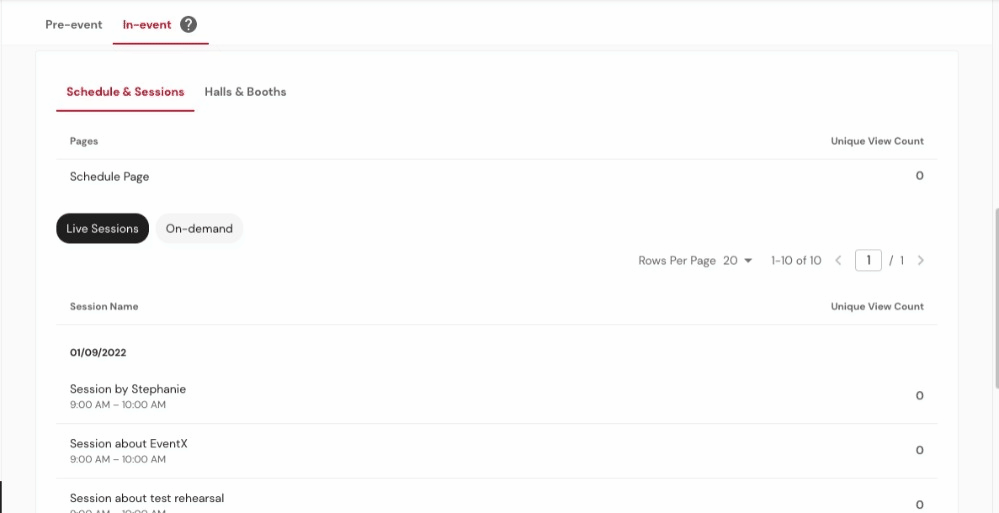 Pre-event In-event ?
Schedule & Sessions Halls & Booths
Pages Unique View Count
Schedule Page 0
Live Sessions On-demand
Rows Per Page 20 1-10 of 10 1 / 1
Session Name Unique View Count
01/09/2022
Session by Stephanie 0
9:00 AM – 10:00 AM
Session about EventX 0
9:00 AM – 10:00 AM
Session about test rehearsal 0